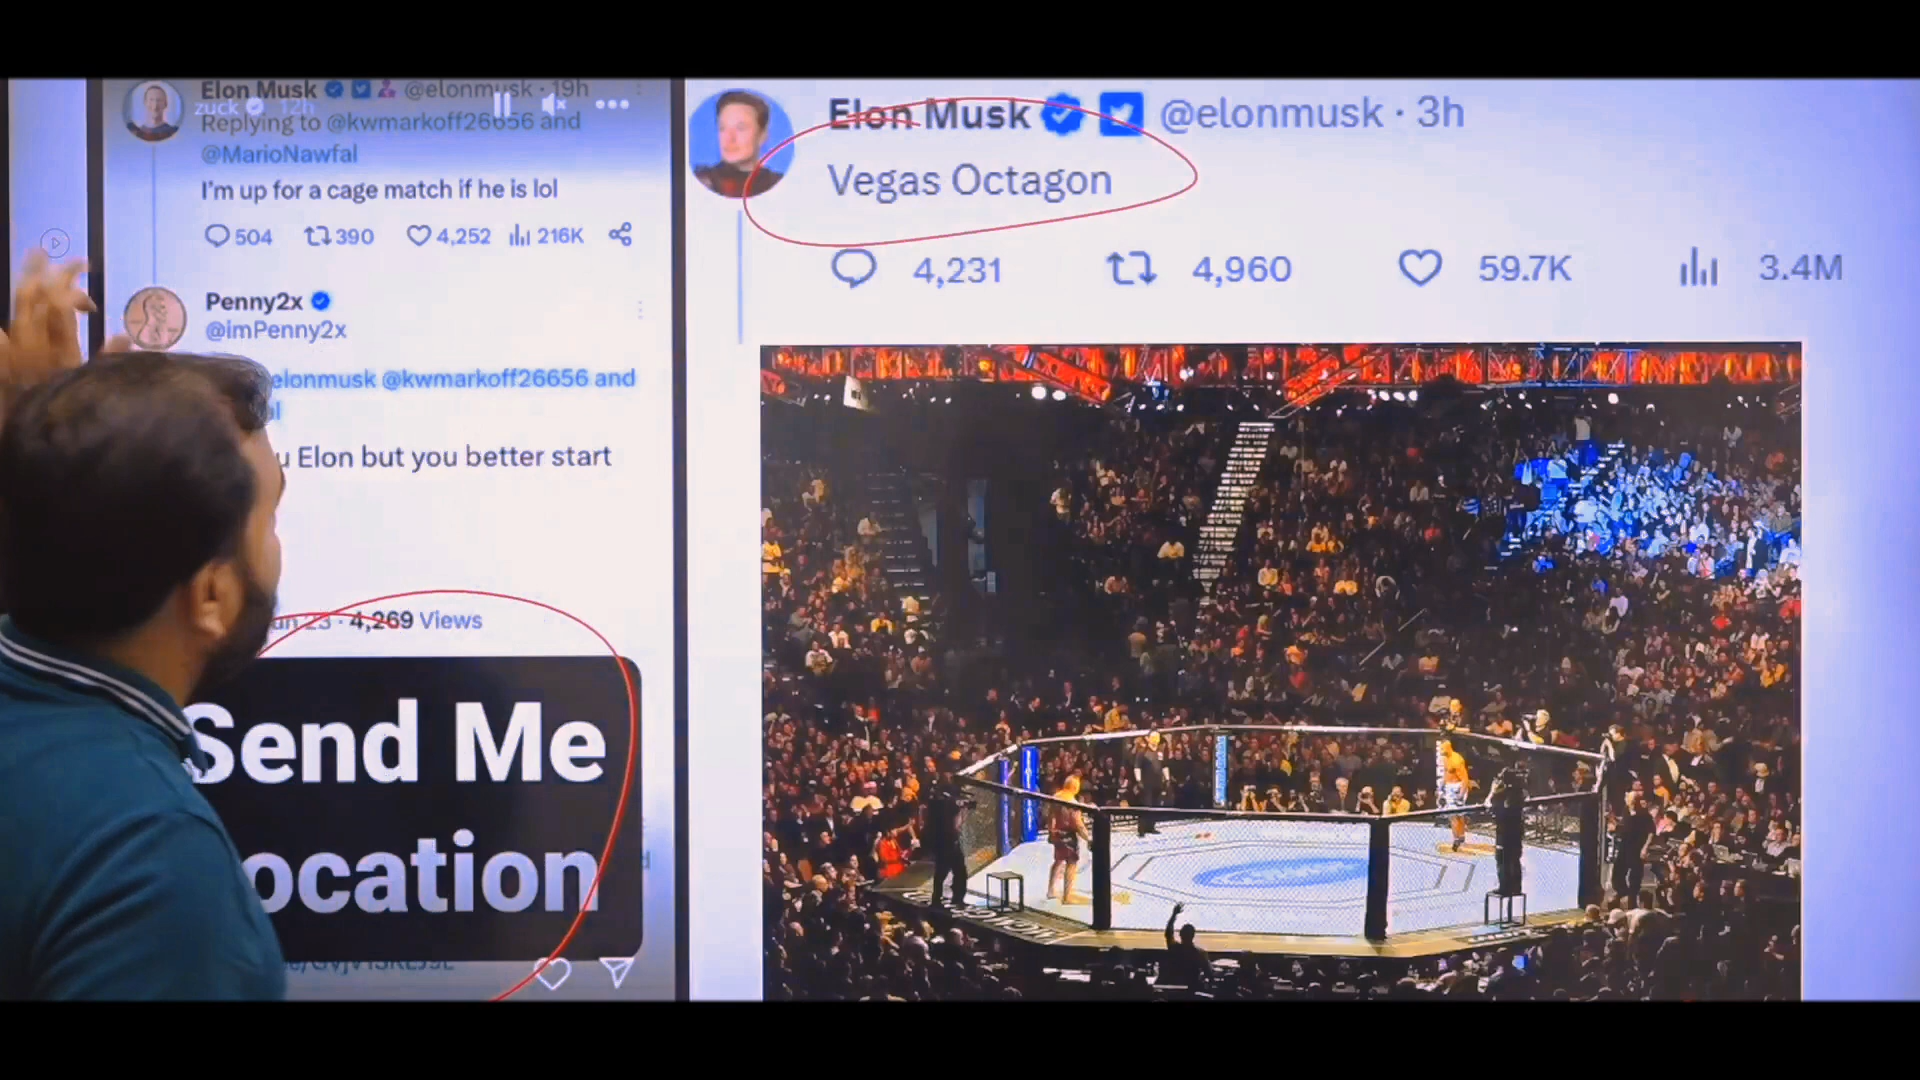 Elon Musk @elonmusk · 19h
zuck 12h
Replying to @kwmarkoff26656 and
@MarioNawfal
I'm up for a cage match if he is lol
504 390 4,252 216K
Penny2x
@imPenny2x
elonmusk @kwmarkoff26656 and
Elon but you better start
23 · 4,269 Views
Send Me
ocation
Elon Musk @elonmusk · 3h
Vegas Octagon
4,231 4,960 59.7K 3.4M